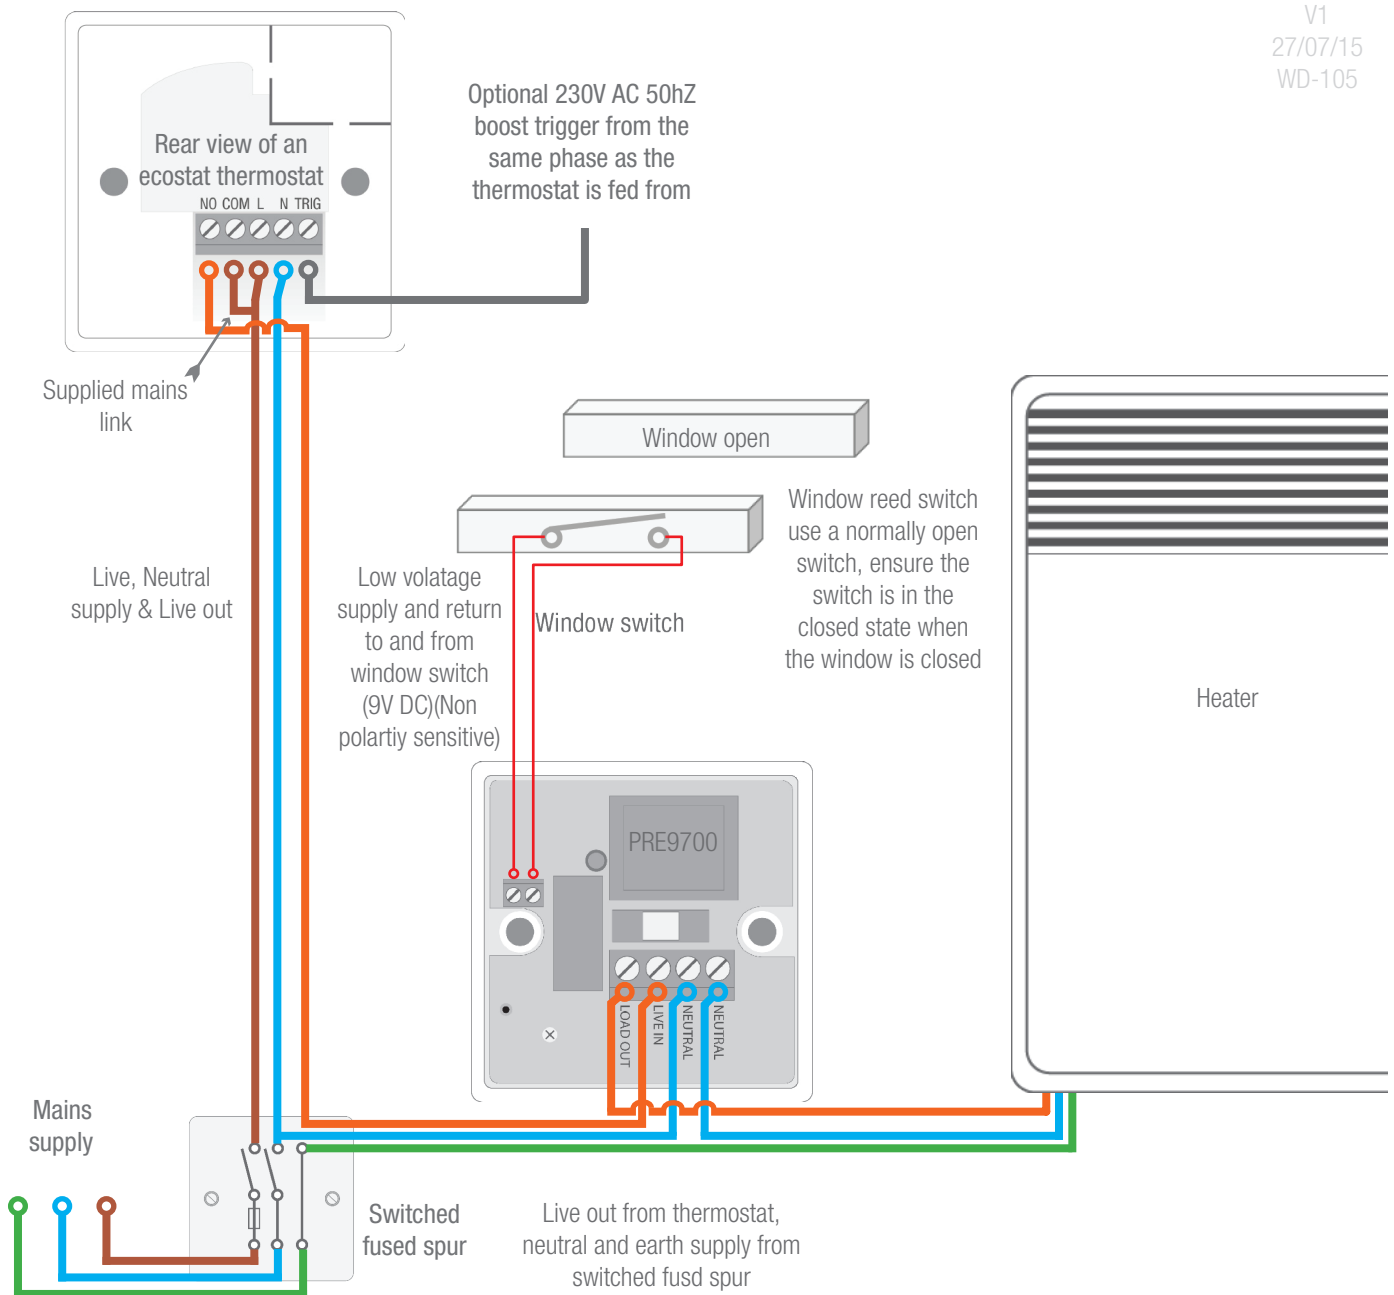 V1
27/07/15
WD-105
Optional 230V AC 50hZ
boost trigger from the
same phase as the
thermostat is fed from
Rear view of an
ecostat thermostat
NO COM L N TRIG
Supplied mains
link
Window open
Window reed switch
use a normally open
switch, ensure the
switch is in the
closed state when
the window is closed
Live, Neutral
supply & Live out
Low volatage
supply and return
to and from
window switch
(9V DC)(Non
polartiy sensitive)
Window switch
Heater
PRE9700
LOAD OUT
LIVE IN
NEUTRAL
NEUTRAL
Mains
supply
Switched
fused spur
Live out from thermostat,
neutral and earth supply from
switched fusd spur